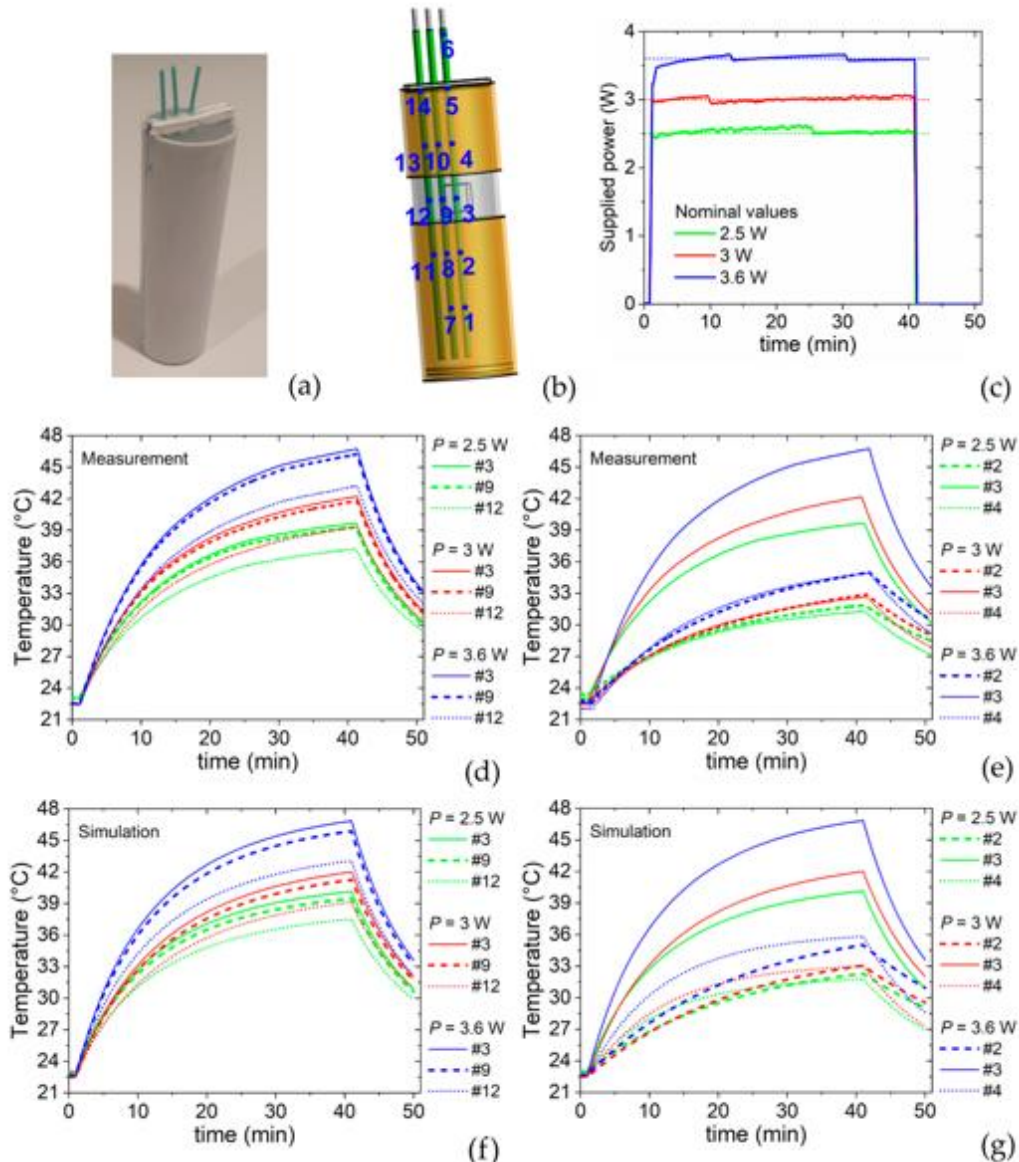 (a)
6
14
5
13
10
4
12
9
3
11
8
2
7
1
(b)
Supplied power (W)
4
3
2
1
0
Nominal values
2.5 W
3 W
3.6 W
0 10 20 30 40 50
time (min)
(c)
Temperature (°C)
48
45
42
39
36
33
30
27
24
21
Measurement
0 10 20 30 40 50
time (min)
P = 2.5 W
#3
#9
#12
P = 3 W
#3
#9
#12
P = 3.6 W
#3
#9
#12
(d)
Temperature (°C)
48
45
42
39
36
33
30
27
24
21
Measurement
0 10 20 30 40 50
time (min)
P = 2.5 W
#2
#3
#4
P = 3 W
#2
#3
#4
P = 3.6 W
#2
#3
#4
(e)
Temperature (°C)
48
45
42
39
36
33
30
27
24
21
Simulation
0 10 20 30 40 50
time (min)
P = 2.5 W
#3
#9
#12
P = 3 W
#3
#9
#12
P = 3.6 W
#3
#9
#12
(f)
Temperature (°C)
48
45
42
39
36
33
30
27
24
21
Simulation
0 10 20 30 40 50
time (min)
P = 2.5 W
#2
#3
#4
P = 3 W
#2
#3
#4
P = 3.6 W
#2
#3
#4
(g)